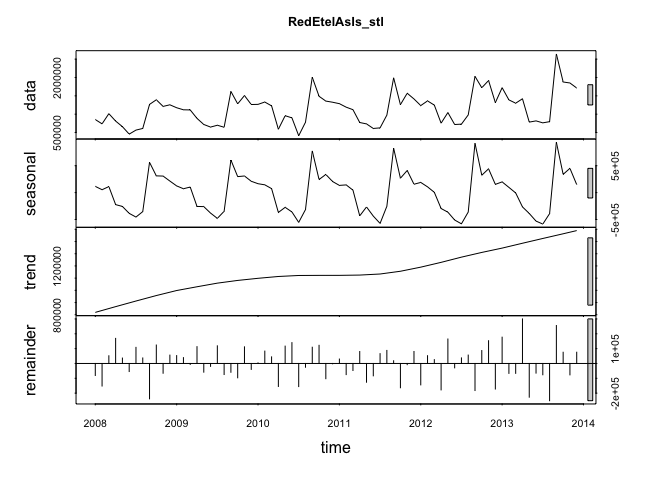 RedEtelAsIs_stl
data
500000 2000000
seasonal
-5e+05 5e+05
trend
800000 1200000
remainder
-2e+05 1e+05
2008 2009 2010 2011 2012 2013 2014
time